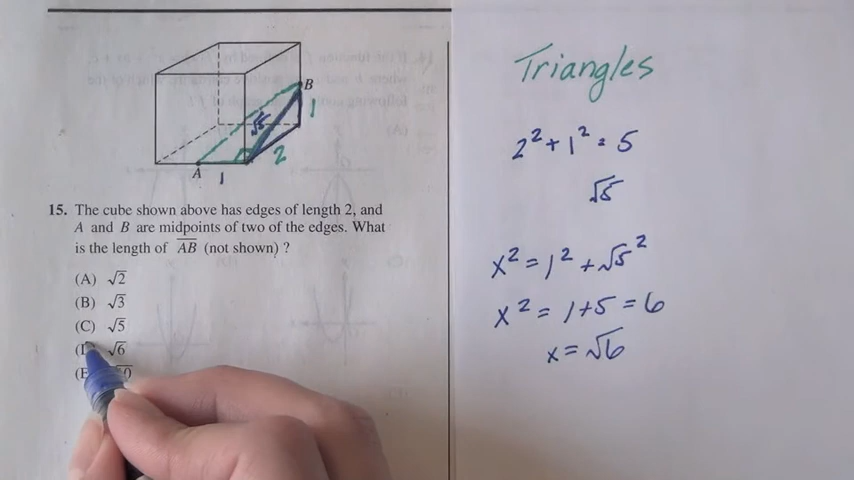 B
√5
1
2
A
1
15. The cube shown above has edges of length 2, and
A and B are midpoints of two of the edges. What
is the length of AB (not shown) ?
(A) √2
(B) √3
(C) √5
√6
Triangles
2² + 1² = 5
√5
x² = 1² + √5²
x² = 1 + 5 = 6
x = √6